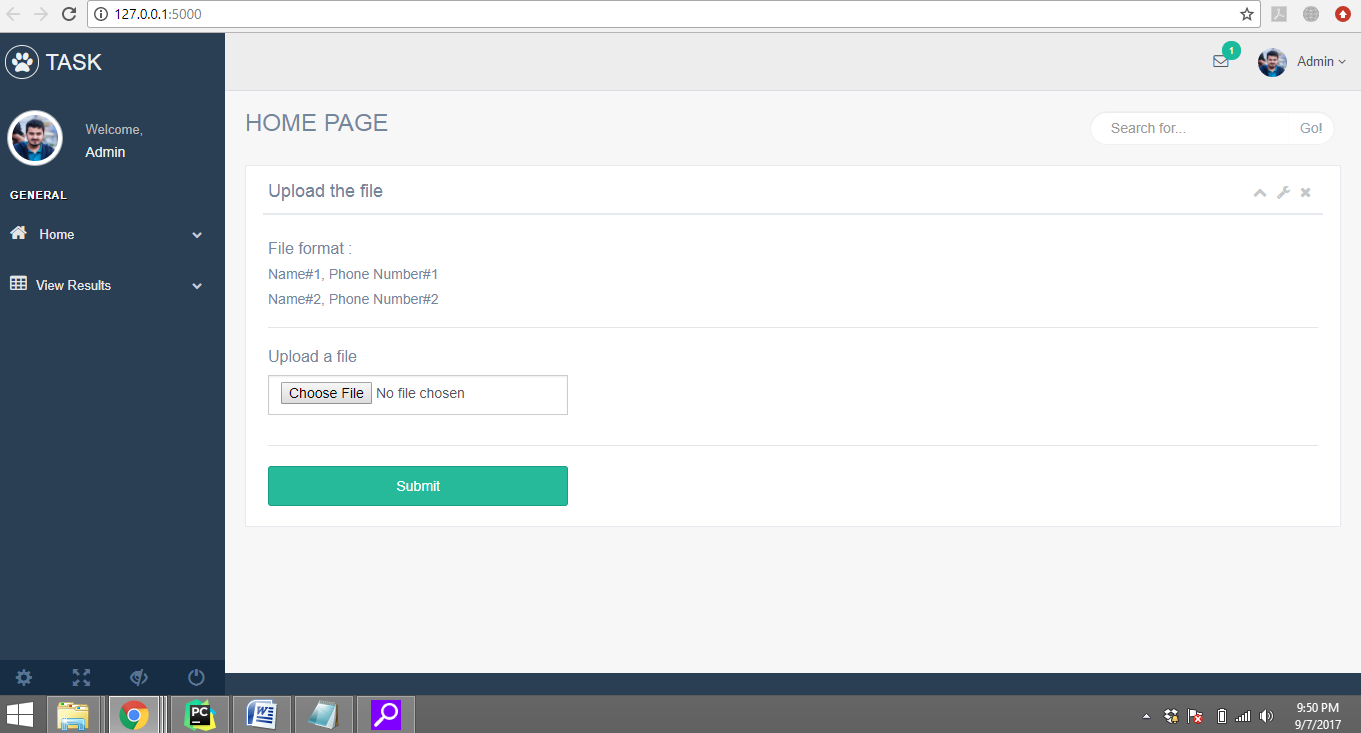 127.0.0.1:5000
TASK
1
Admin
Welcome,
Admin
GENERAL
Home
View Results
HOME PAGE
Search for...
Go!
Upload the file
File format :
Name#1, Phone Number#1
Name#2, Phone Number#2
Upload a file
Choose File No file chosen
Submit
PC
W
9:50 PM
9/7/2017